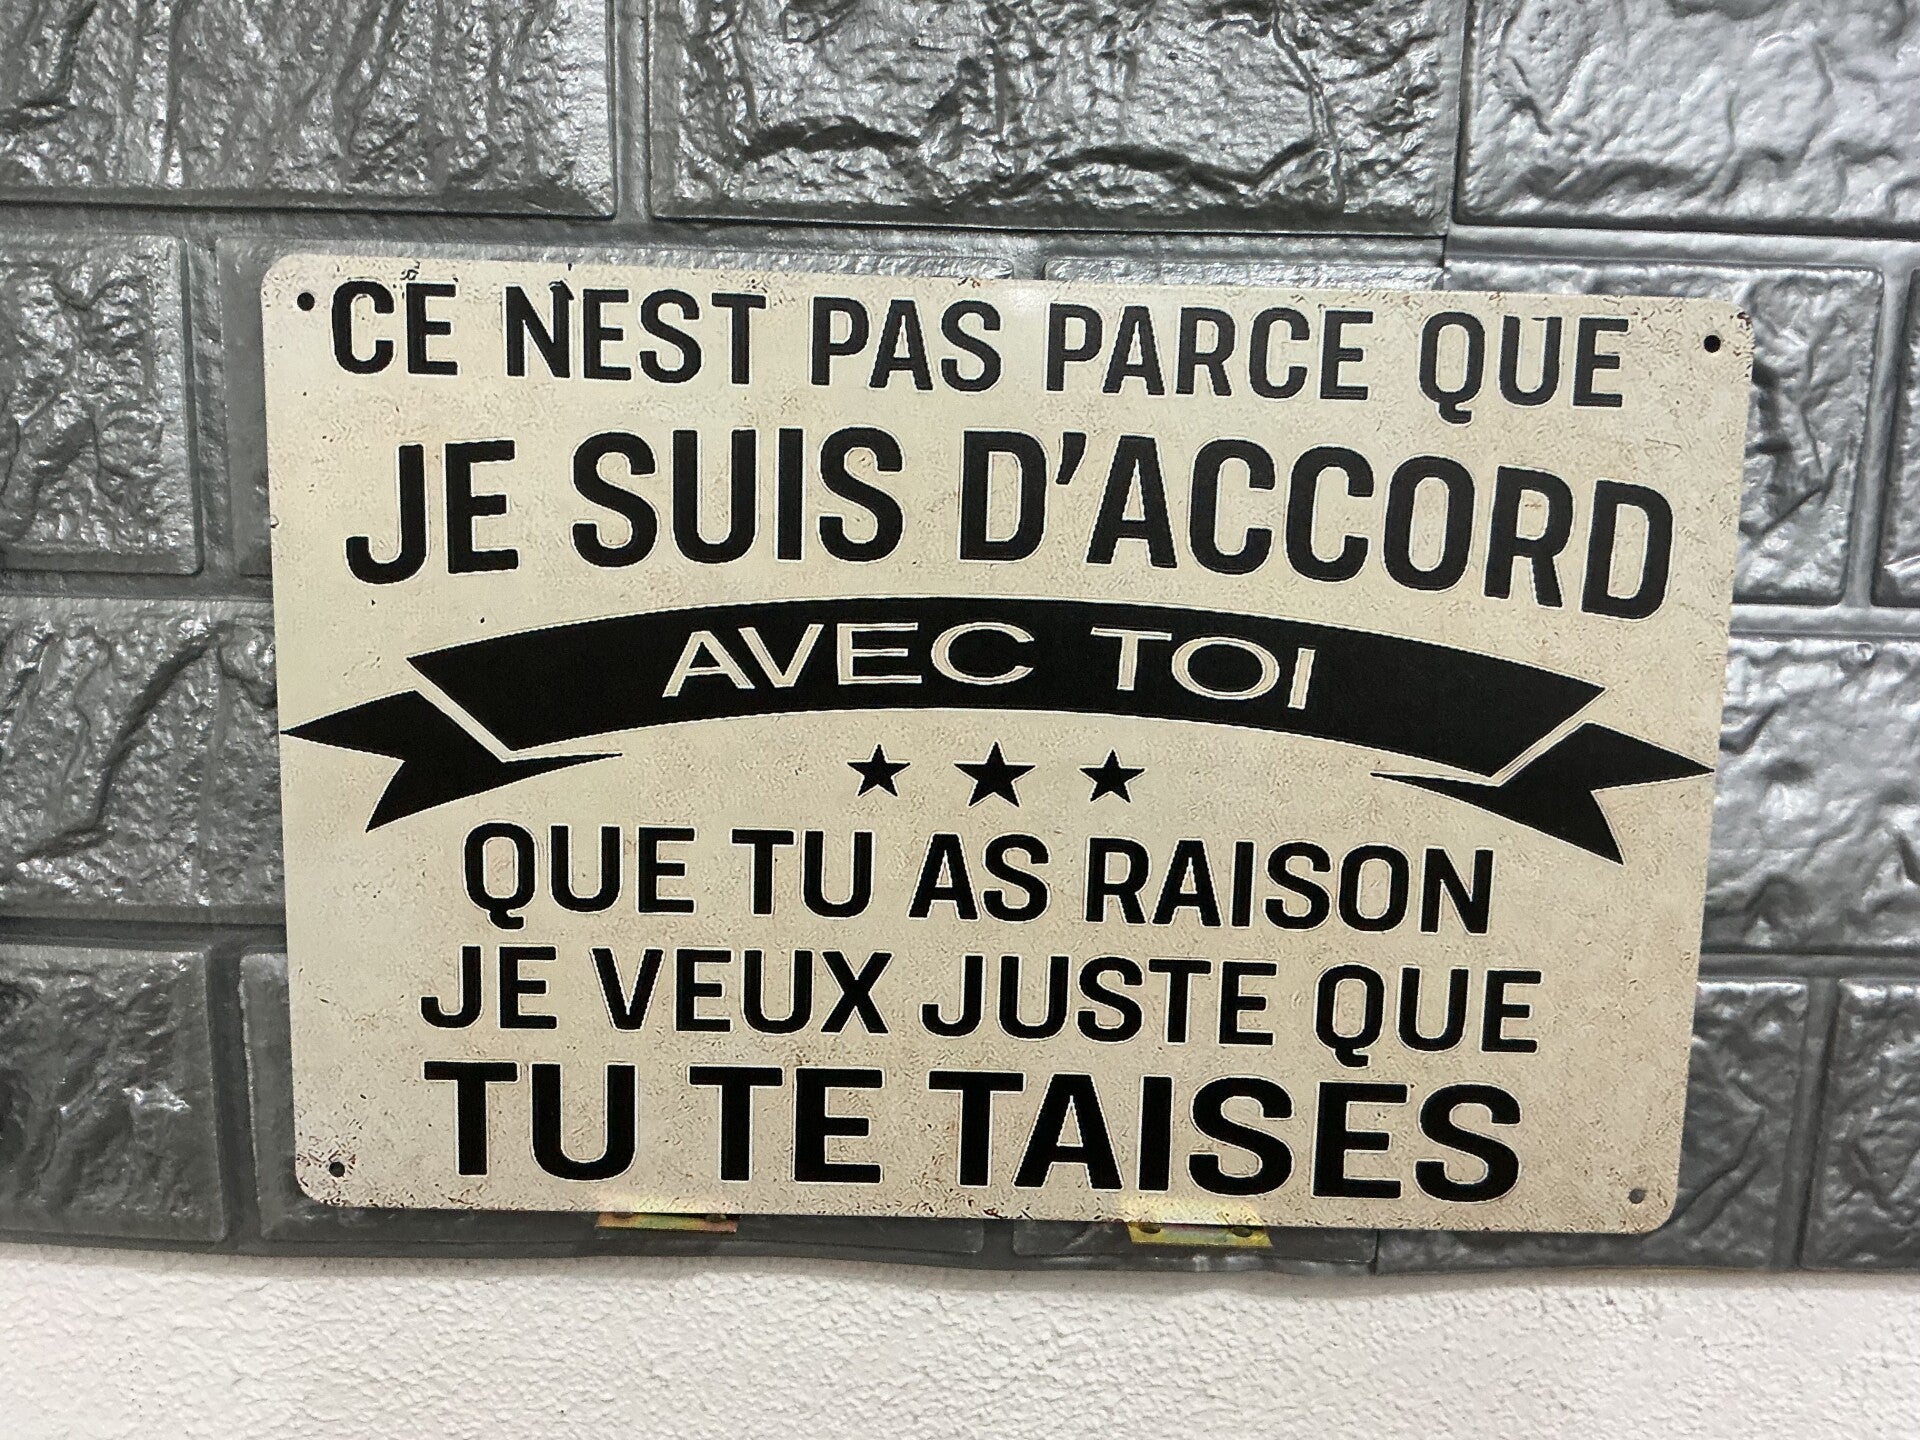 CE NEST PAS PARCE QUE
JE SUIS D'ACCORD
AVEC TOI
QUE TU AS RAISON
JE VEUX JUSTE QUE
TU TE TAISES